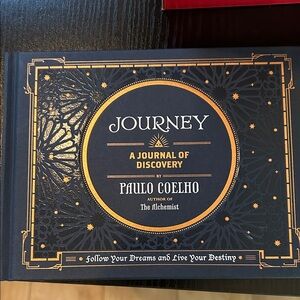 JOURNEY
A JOURNAL OF
DISCOVERY
BY
PAULO COELHO
AUTHOR OF
The Alchemist
Follow Your Dreams and Live Your Destiny